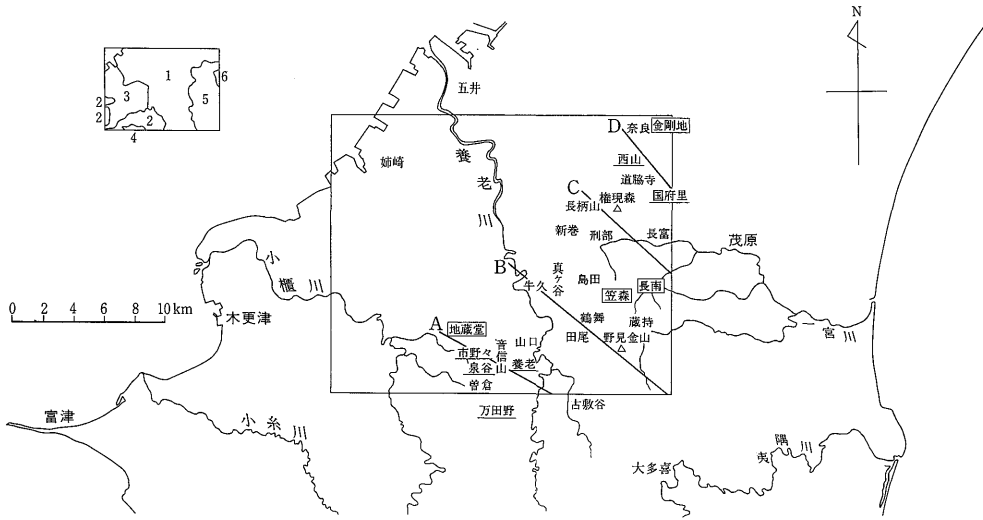 N
1
2
3
2
2
4
5
6
五井
養老川
姉崎
D
奈良
金剛地
西山
道脇寺
国府里
C
権現森
長柄山
新巻
刑部
長富
茂原
小櫃川
B
牛久
真ヶ谷
島田
笠森
長南
0 2 4 6 8 10km
木更津
A
地蔵堂
市野々
音信山
山口
鶴舞
田尾
蔵持
野見金山
一宮川
泉谷
養老
曽倉
万田野
古敷谷
富津
小糸川
大多喜
夷隅川